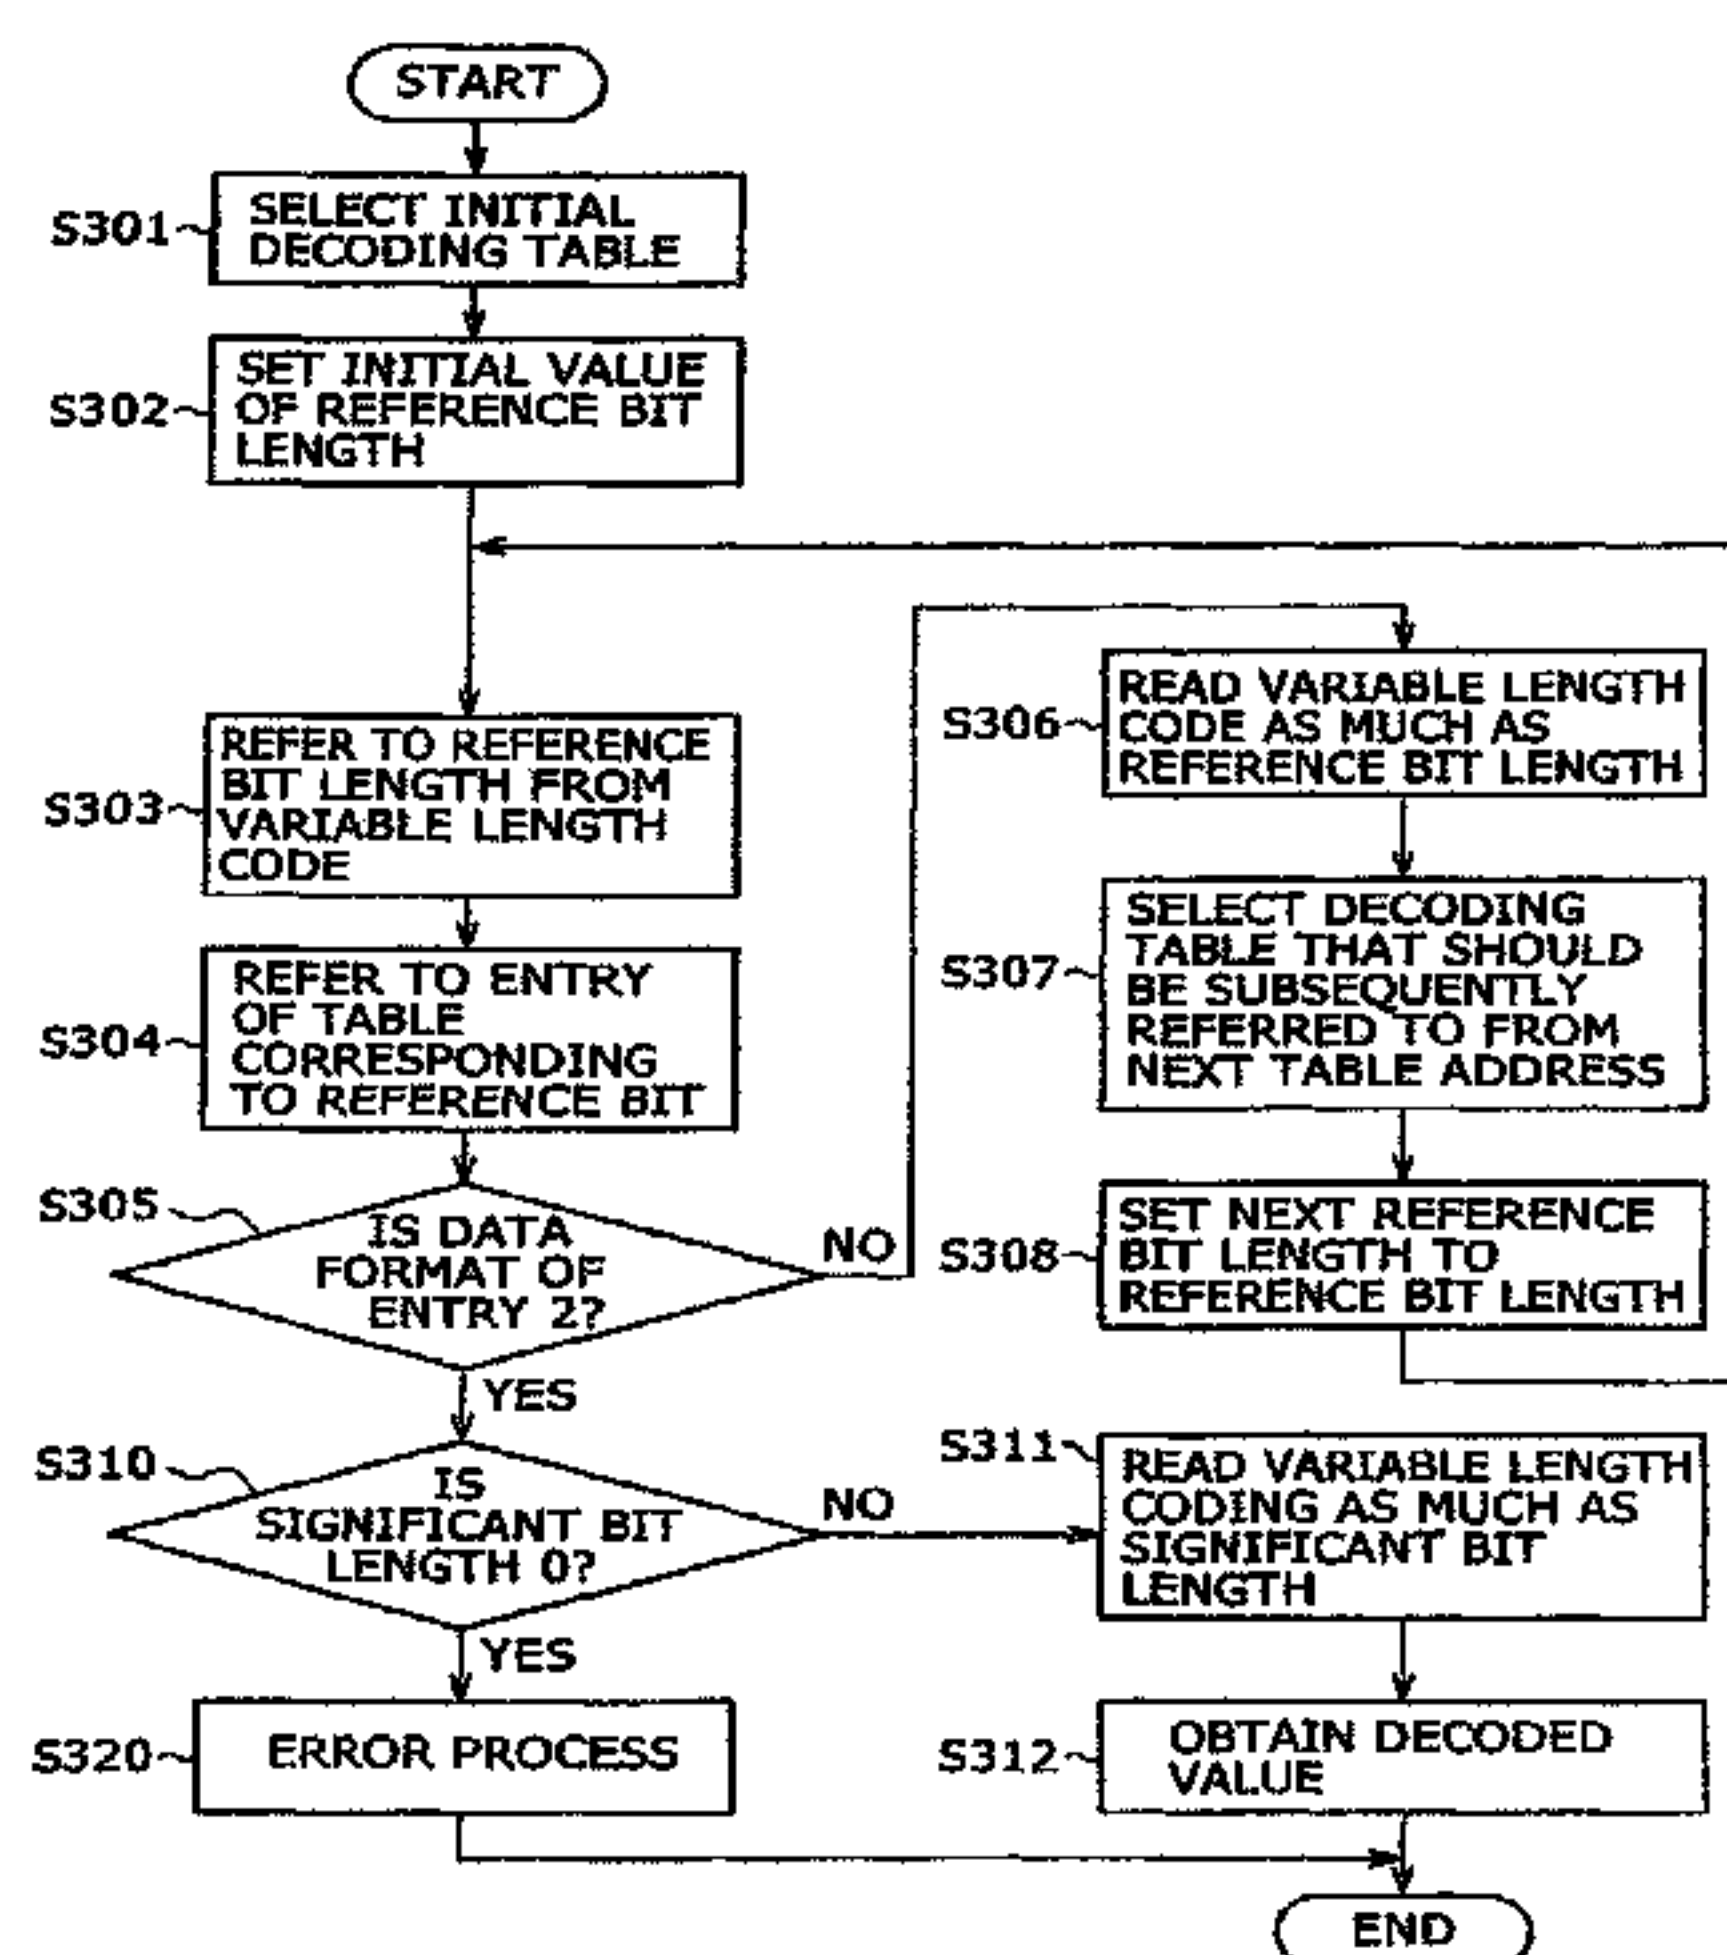 START
S301
SELECT INITIAL
DECODING TABLE
S302
SET INITIAL VALUE
OF REFERENCE BIT
LENGTH
S303
REFER TO REFERENCE
BIT LENGTH FROM
VARIABLE LENGTH
CODE
S304
REFER TO ENTRY
OF TABLE
CORRESPONDING
TO REFERENCE BIT
S305
IS DATA
FORMAT OF
ENTRY 2?
NO
YES
S306
READ VARIABLE LENGTH
CODE AS MUCH AS
REFERENCE BIT LENGTH
S307
SELECT DECODING
TABLE THAT SHOULD
BE SUBSEQUENTLY
REFERRED TO FROM
NEXT TABLE ADDRESS
S308
SET NEXT REFERENCE
BIT LENGTH TO
REFERENCE BIT LENGTH
S310
IS
SIGNIFICANT BIT
LENGTH 0?
NO
YES
S311
READ VARIABLE LENGTH
CODING AS MUCH AS
SIGNIFICANT BIT
LENGTH
S320
ERROR PROCESS
S312
OBTAIN DECODED
VALUE
END